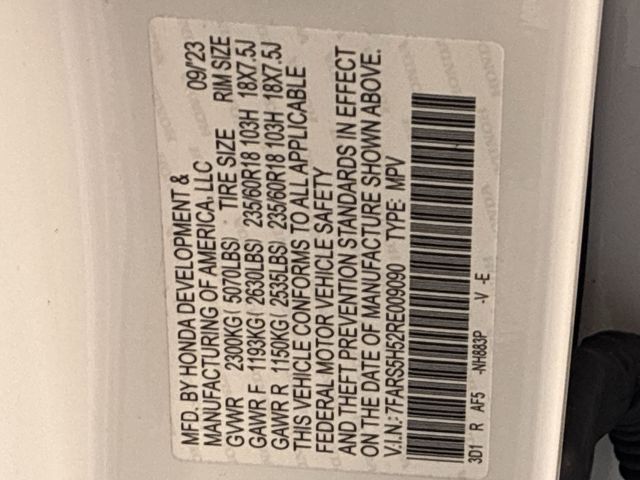 MFD. BY HONDA DEVELOPMENT &
MANUFACTURING OF AMERICA, LLC 09/'23
GVWR 2300KG( 5070LBS) TIRE SIZE RIM SIZE
GAWR F 1193KG( 2630LBS) 235/60R18 103H 18X7.5J
GAWR R 1150KG( 2535LBS) 235/60R18 103H 18X7.5J
THIS VEHICLE CONFORMS TO ALL APPLICABLE
FEDERAL MOTOR VEHICLE SAFETY
AND THEFT PREVENTION STANDARDS IN EFFECT
ON THE DATE OF MANUFACTURE SHOWN ABOVE.
V.I.N.: 7FARS5H52RE009090 TYPE: MPV
3D1 R AF5 -NH883P -V -E